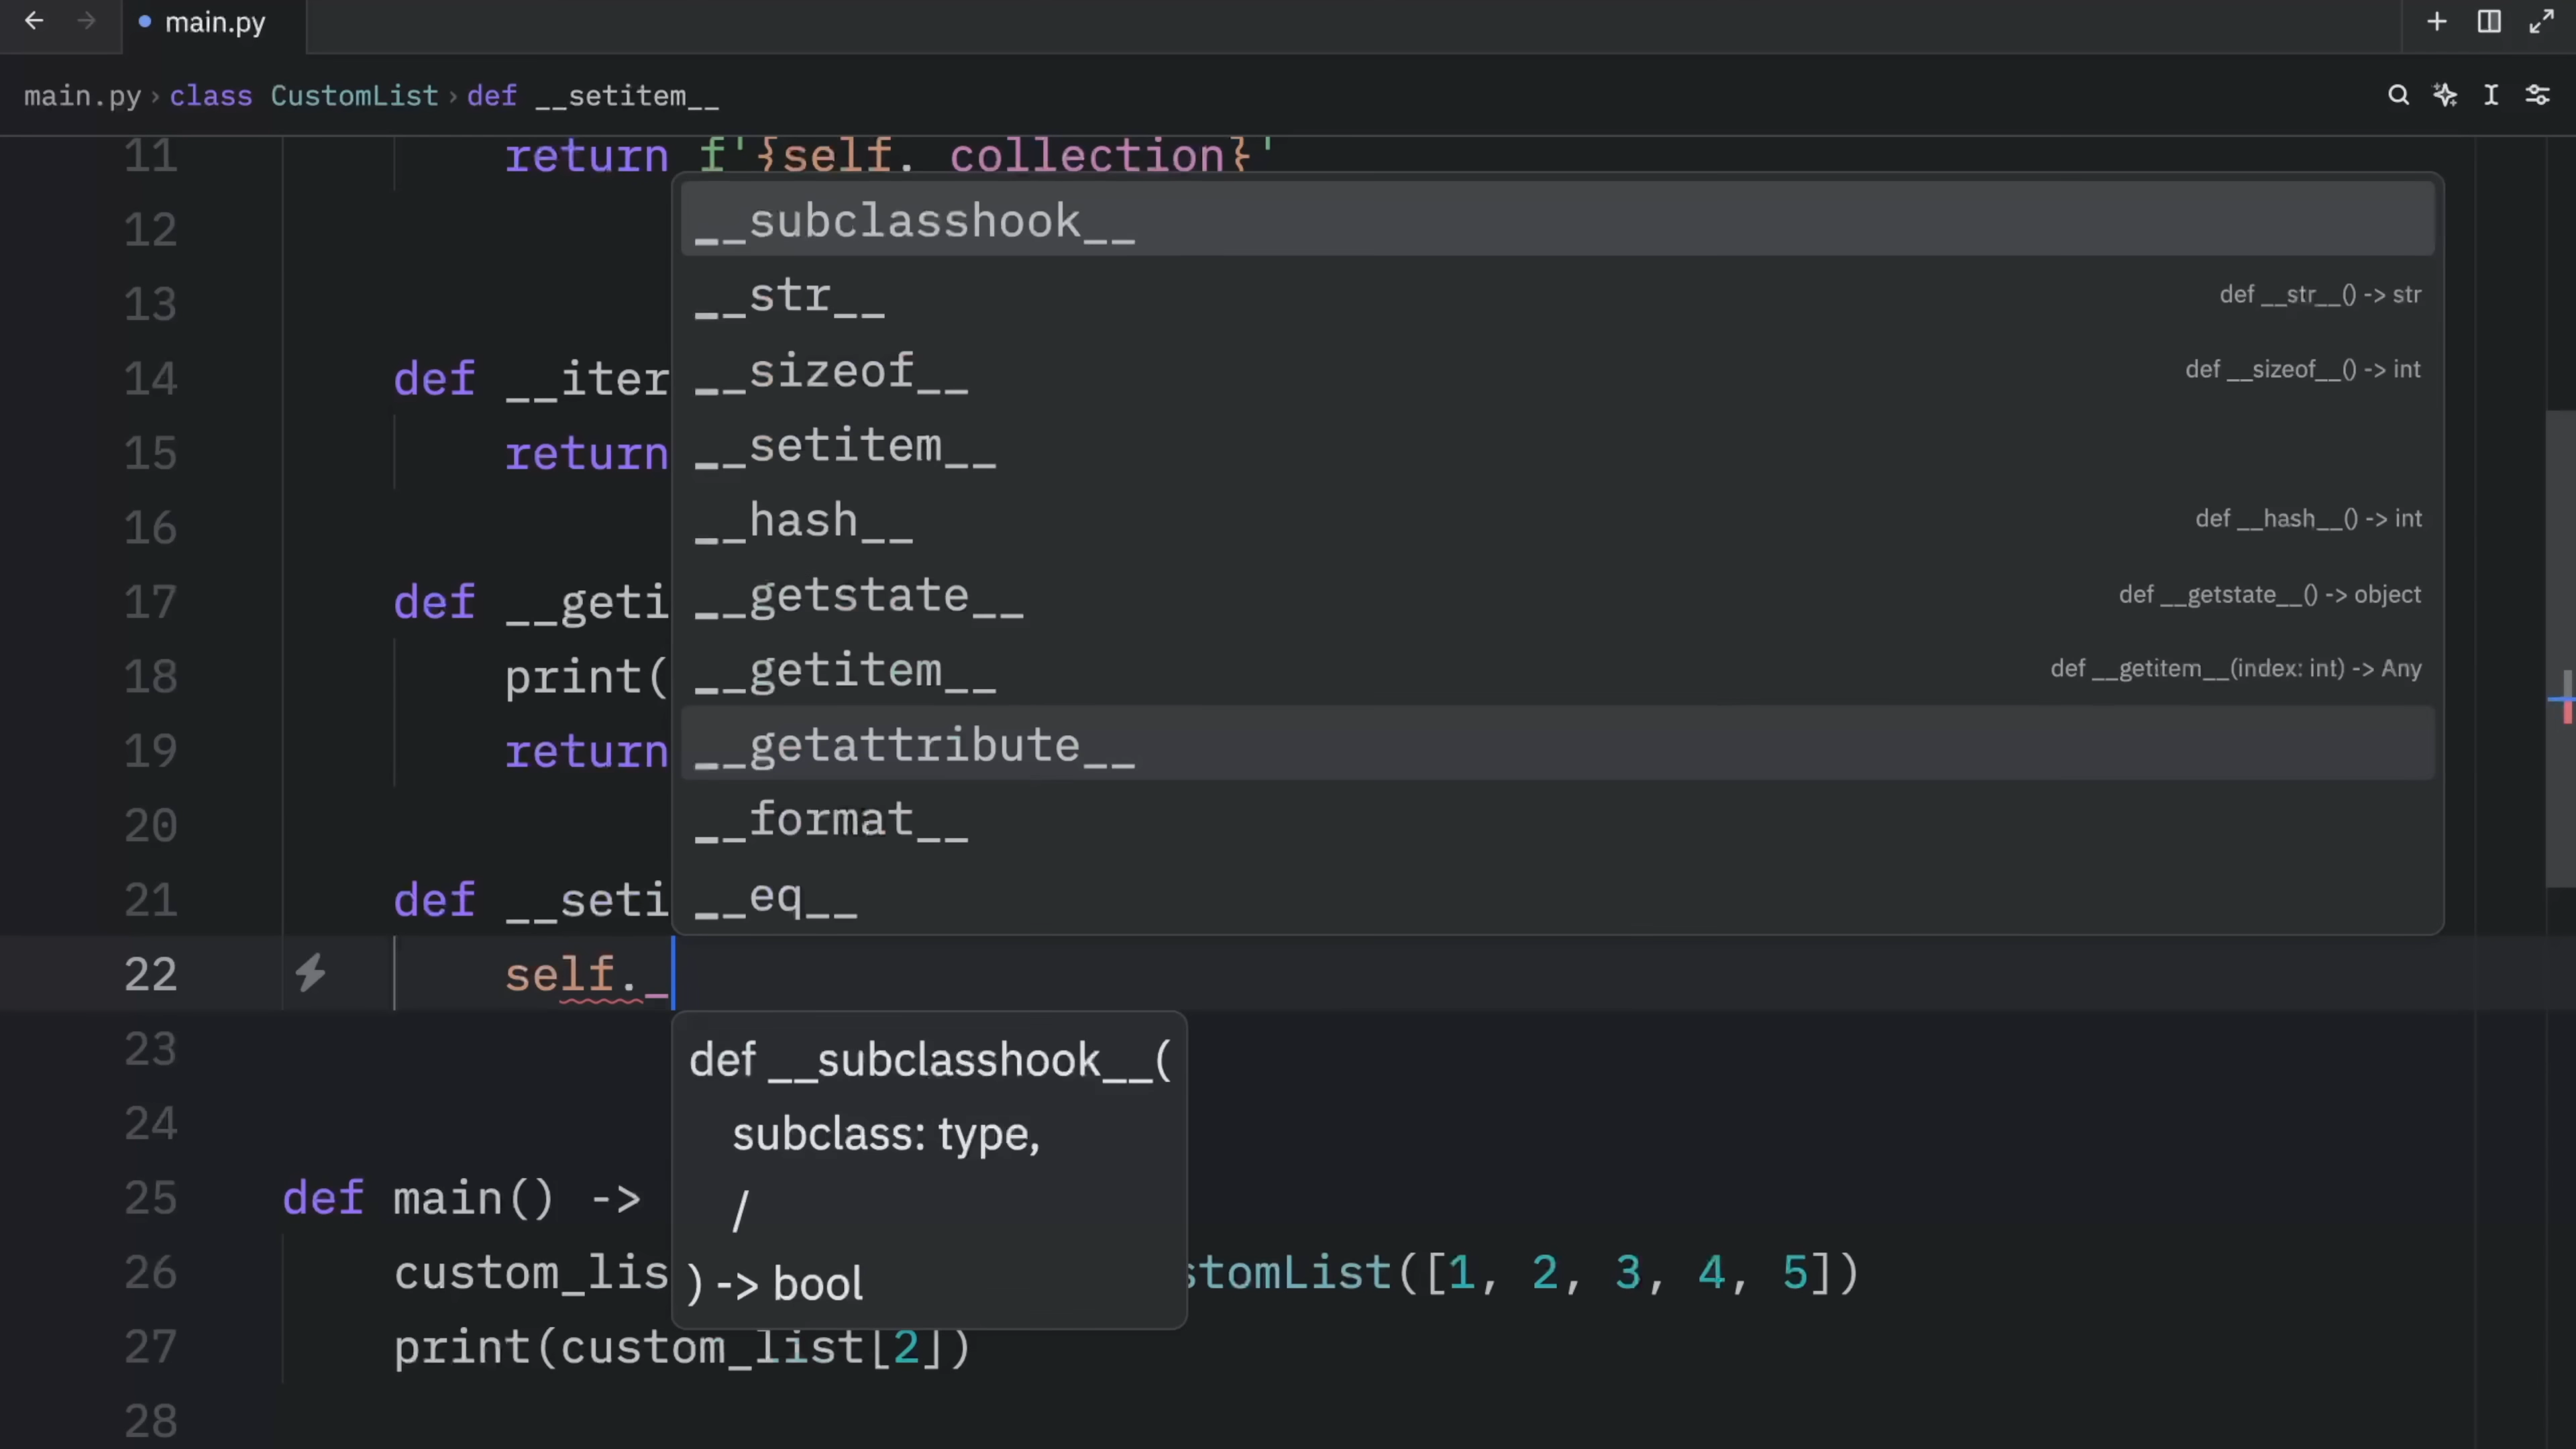 main.py
main.py › class CustomList › def __setitem__
11 return f'{self._collection}'
12
13
14 def __iter
15 return
16
17 def __geti
18 print(
19 return
20
21 def __seti
22 self._
23
24
25 def main() ->
26 custom_lis stomList([1, 2, 3, 4, 5])
27 print(custom_list[2])
28
__subclasshook__
__str__ def __str__() -> str
__sizeof__ def __sizeof__() -> int
__setitem__
__hash__ def __hash__() -> int
__getstate__ def __getstate__() -> object
__getitem__ def __getitem__(index: int) -> Any
__getattribute__
__format__
__eq__
def __subclasshook__(
subclass: type,
/
) -> bool